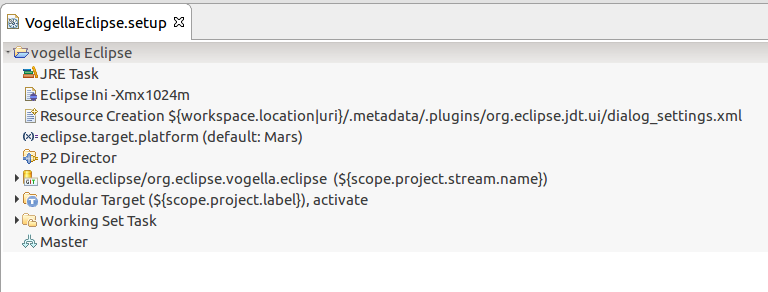 VogellaEclipse.setup
vogella Eclipse
JRE Task
Eclipse Ini -Xmx1024m
Resource Creation ${workspace.location|uri}/.metadata/.plugins/org.eclipse.jdt.ui/dialog_settings.xml
eclipse.target.platform (default: Mars)
P2 Director
vogella.eclipse/org.eclipse.vogella.eclipse (${scope.project.stream.name})
Modular Target (${scope.project.label}), activate
Working Set Task
Master